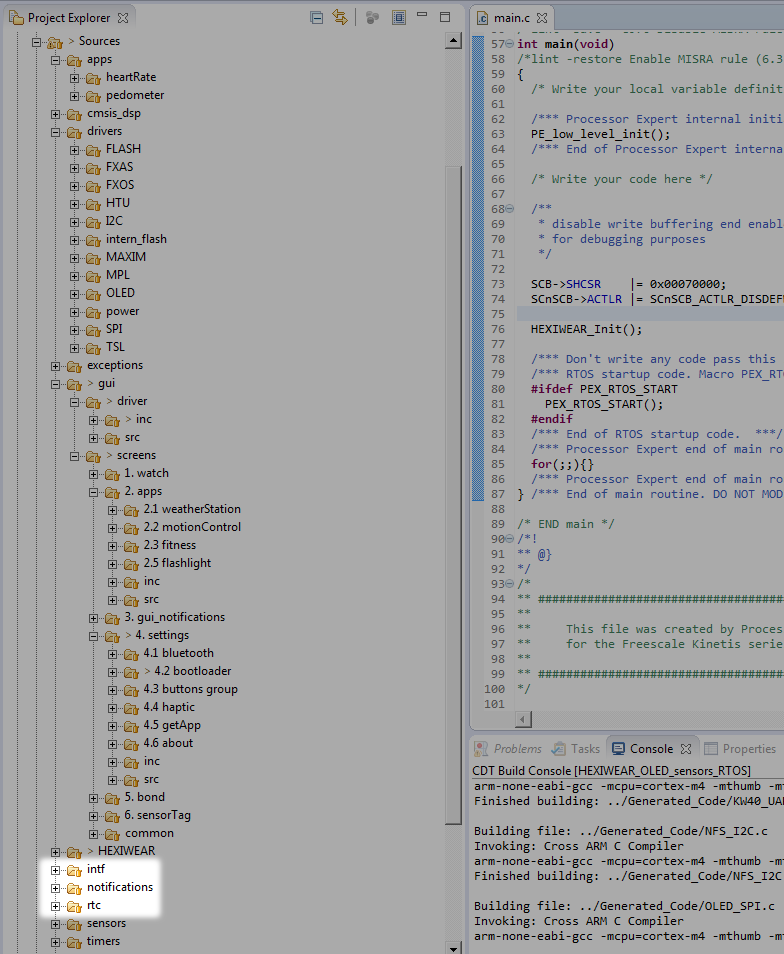 Project Explorer
> Sources
apps
heartRate
pedometer
cmsis_dsp
drivers
FLASH
FXAS
FXOS
HTU
I2C
intern_flash
MAXIM
MPL
OLED
power
SPI
TSL
exceptions
> gui
> driver
> inc
src
> screens
1. watch
2. apps
2.1 weatherStation
2.2 motionControl
2.3 fitness
2.5 flashlight
inc
src
3. gui_notifications
> 4. settings
4.1 bluetooth
> 4.2 bootloader
4.3 buttons group
4.4 haptic
4.5 getApp
4.6 about
inc
src
5. bond
6. sensorTag
common
> HEXIWEAR
intf
notifications
rtc
sensors
timers
main.c
57 int main(void)
58 /*lint -restore Enable MISRA rule (6.3
59 {
60 /* Write your local variable definit
61
62 /*** Processor Expert internal initi
63 PE_low_level_init();
64 /*** End of Processor Expert interna
65
66 /* Write your code here */
67
68 /**
69 * disable write buffering end enable
70 * for debugging purposes
71 */
72
73 SCB->SHCSR |= 0x00070000;
74 SCnSCB->ACTLR |= SCnSCB_ACTLR_DISDEF
75
76 HEXIWEAR_Init();
77
78 /*** Don't write any code pass this
79 /*** RTOS startup code. Macro PEX_RT
80 #ifdef PEX_RTOS_START
81 PEX_RTOS_START();
82 #endif
83 /*** End of RTOS startup code. ***/
84 /*** Processor Expert end of main ro
85 for(;;){}
86 /*** Processor Expert end of main ro
87 } /*** End of main routine. DO NOT MOD
88
89 /* END main */
90 /*!
91 ** @}
92 */
93 /*
94 ** ####################################
95 **
96 ** This file was created by Proces
97 ** for the Freescale Kinetis serie
98 **
99 ** ####################################
100 */
101
Problems Tasks Console Properties
CDT Build Console [HEXIWEAR_OLED_sensors_RTOS]
arm-none-eabi-gcc -mcpu=cortex-m4 -mthumb -m
Finished building: ../Generated_Code/KW40_UA
Building file: ../Generated_Code/NFS_I2C.c
Invoking: Cross ARM C Compiler
arm-none-eabi-gcc -mcpu=cortex-m4 -mthumb -m
Finished building: ../Generated_Code/NFS_I2C
Building file: ../Generated_Code/OLED_SPI.c
Invoking: Cross ARM C Compiler
arm-none-eabi-gcc -mcpu=cortex-m4 -mthumb -m